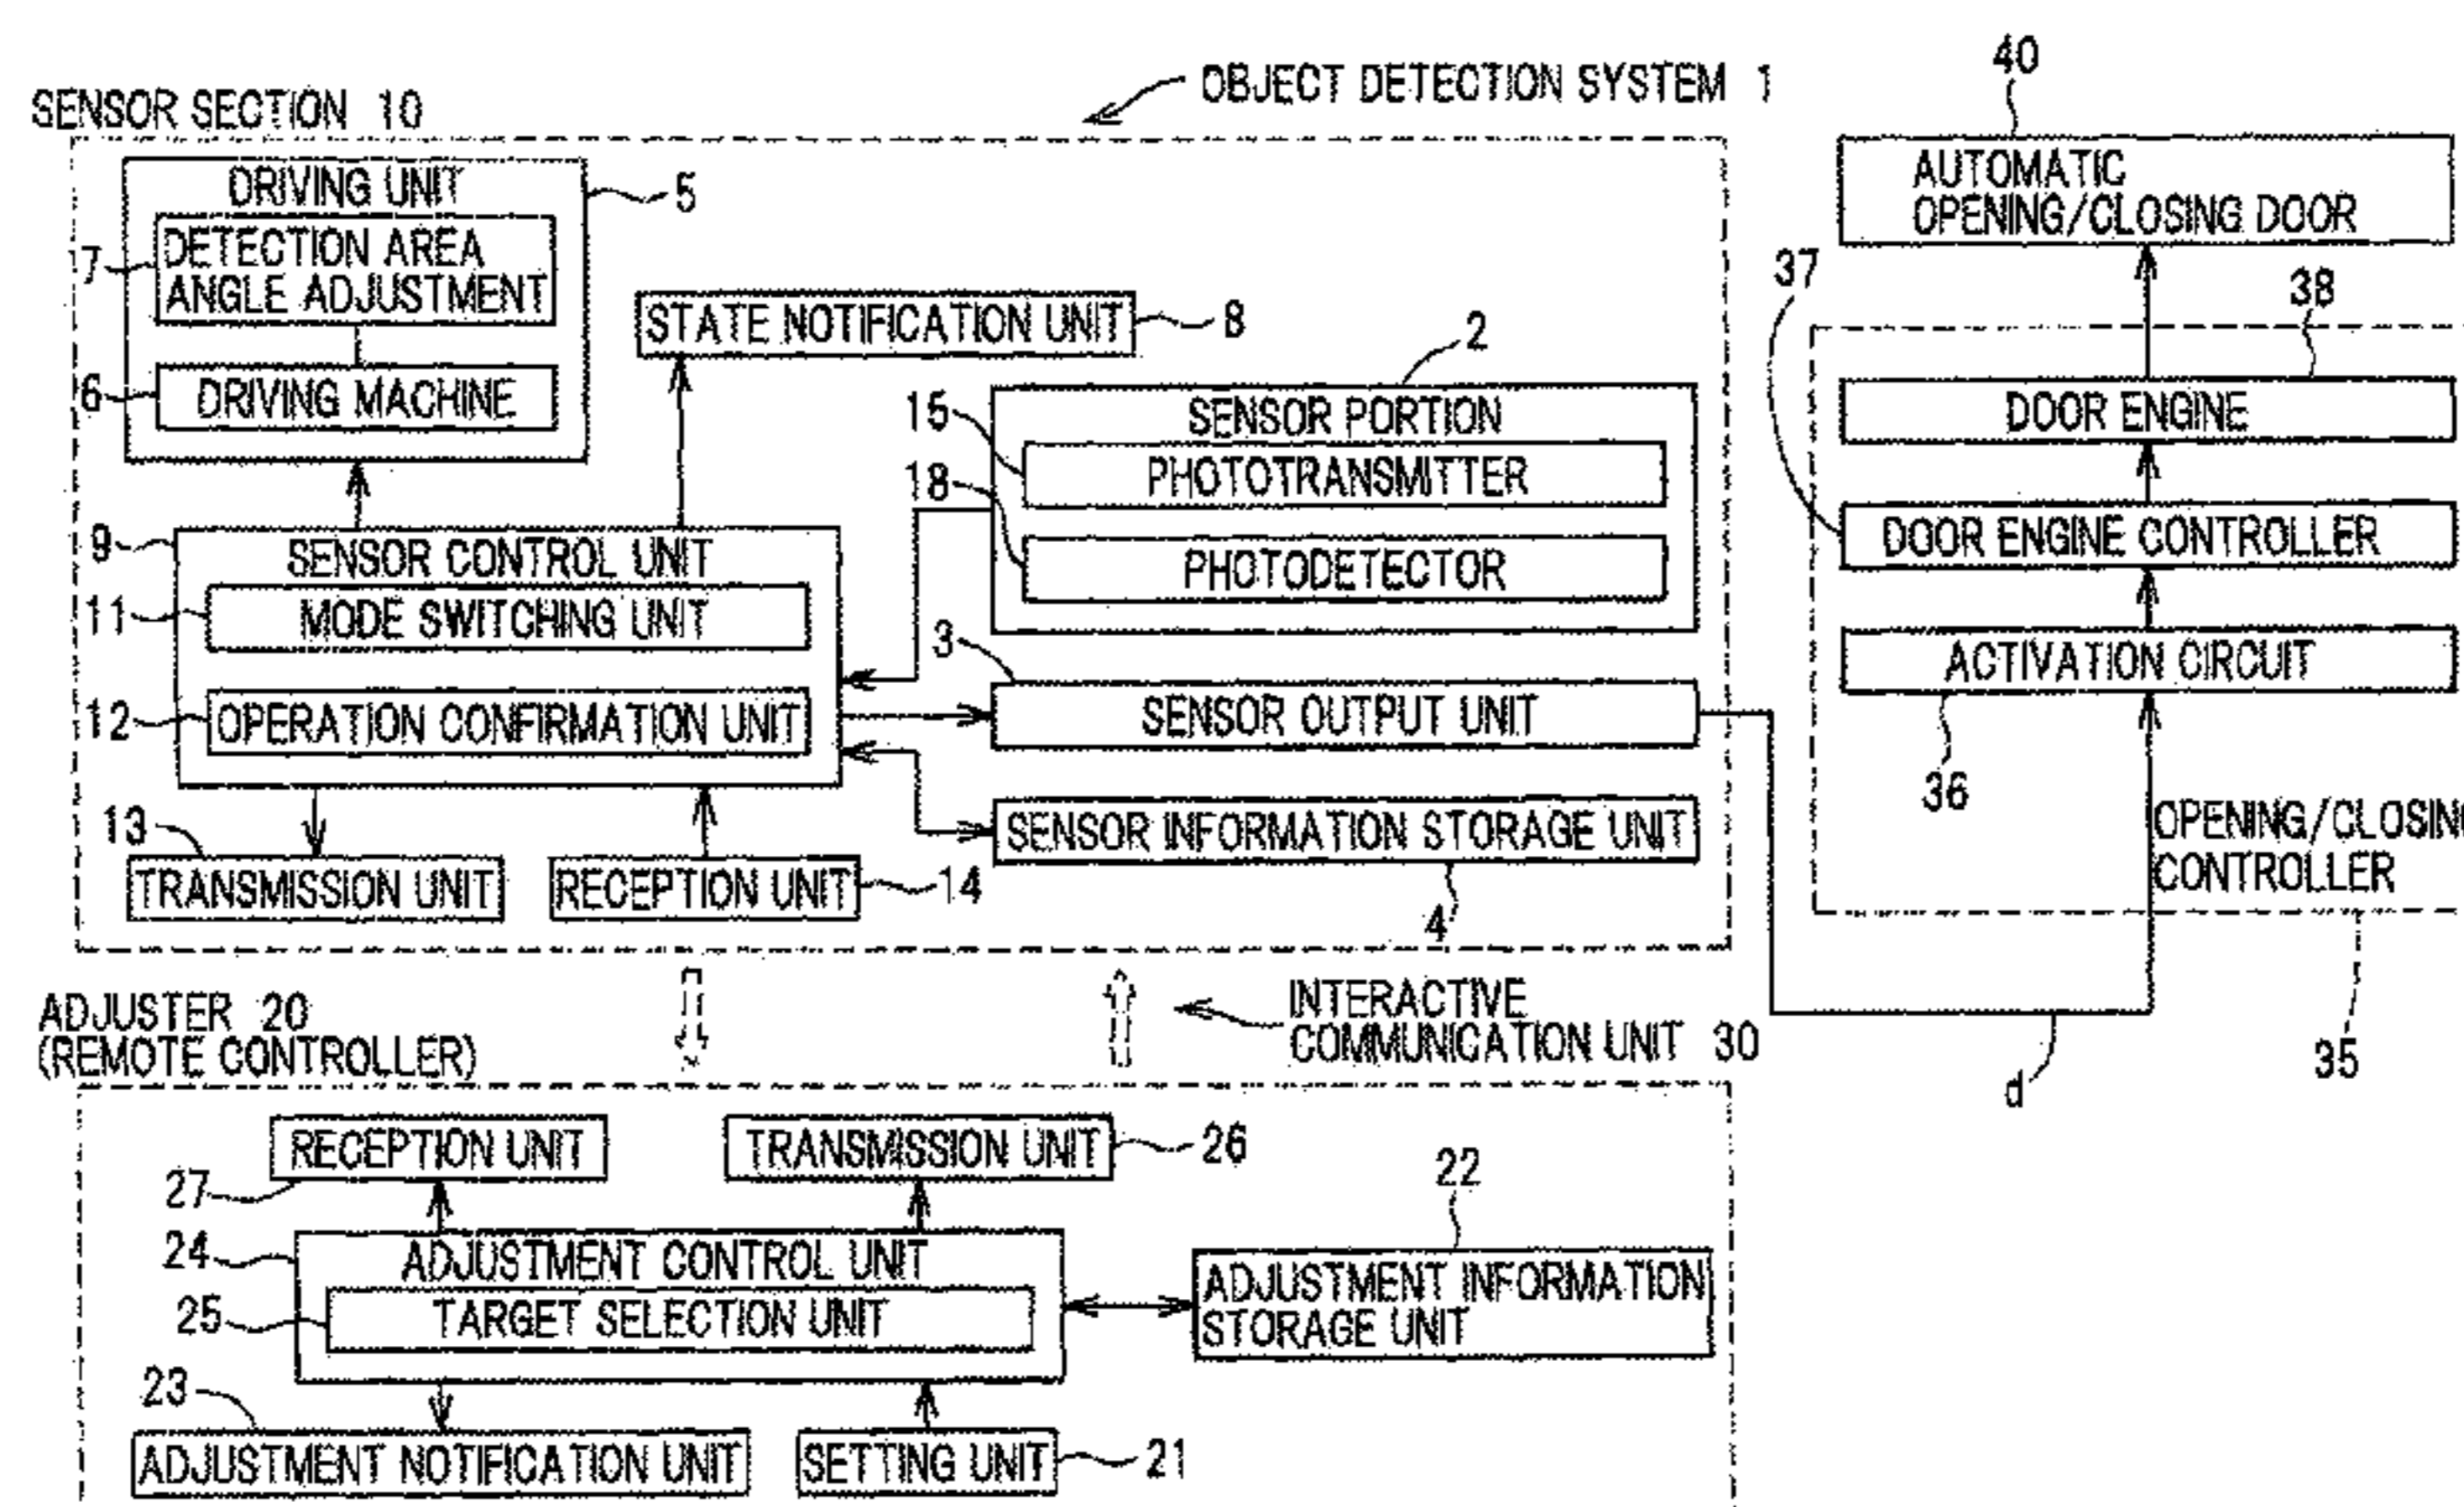 OBJECT DETECTION SYSTEM 1
SENSOR SECTION 10
DRIVING UNIT
5
7
DETECTION AREA
ANGLE ADJUSTMENT
6
DRIVING MACHINE
STATE NOTIFICATION UNIT
8
2
SENSOR PORTION
15
PHOTOTRANSMITTER
18
PHOTODETECTOR
9
SENSOR CONTROL UNIT
11
MODE SWITCHING UNIT
12
OPERATION CONFIRMATION UNIT
3
SENSOR OUTPUT UNIT
SENSOR INFORMATION STORAGE UNIT
4
13
TRANSMISSION UNIT
RECEPTION UNIT
14
40
AUTOMATIC
OPENING/CLOSING DOOR
37
38
DOOR ENGINE
DOOR ENGINE CONTROLLER
ACTIVATION CIRCUIT
36
OPENING/CLOSING
CONTROLLER
35
d
INTERACTIVE
COMMUNICATION UNIT 30
ADJUSTER 20
(REMOTE CONTROLLER)
RECEPTION UNIT
27
TRANSMISSION UNIT
26
24
ADJUSTMENT CONTROL UNIT
25
TARGET SELECTION UNIT
22
ADJUSTMENT INFORMATION
STORAGE UNIT
23
ADJUSTMENT NOTIFICATION UNIT
SETTING UNIT
21